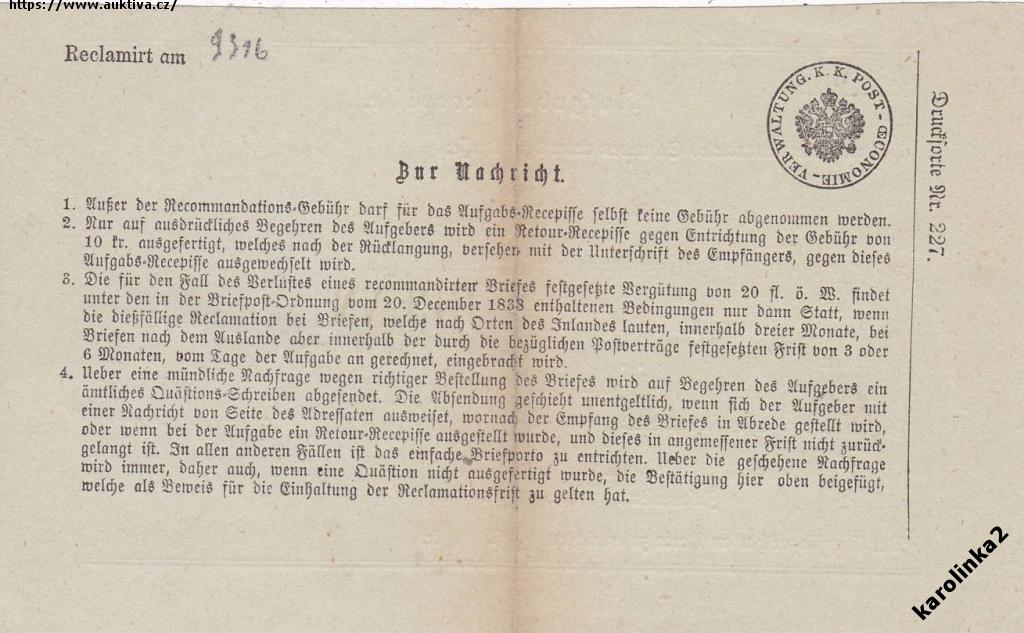 https://www.auktiva.cz/
Reclamirt am 9316
VERWALTUNG. K. K. POST-ŒCONOMIE-
Drucksorte Nr. 227.
Zur Nachricht.
1. Außer der Recommandations-Gebühr darf für das Aufgabs-Recepisse selbst keine Gebühr abgenommen werden.
2. Nur auf ausdrückliches Begehren des Aufgebers wird ein Retour-Recepisse gegen Entrichtung der Gebühr von
10 kr. ausgefertigt, welches nach der Rücklangung, versehen mit der Unterschrift des Empfängers, gegen dieses
Aufgabs-Recepisse ausgewechselt wird.
3. Die für den Fall des Verlustes eines recommandirten Briefes festgesetzte Vergütung von 20 fl. ö. W. findet
unter den in der Briefpost-Ordnung vom 20. December 1838 enthaltenen Bedingungen nur dann Statt, wenn
die dießfällige Reclamation bei Briefen, welche nach Orten des Inlandes lauten, innerhalb dreier Monate, bei
Briefen nach dem Auslande aber innerhalb der durch die bezüglichen Postverträge festgesetzten Frist von 3 oder
6 Monaten, vom Tage der Aufgabe an gerechnet, eingebracht wird.
4. Ueber eine mündliche Nachfrage wegen richtiger Bestellung des Briefes wird auf Begehren des Aufgebers ein
ämtliches Quästions-Schreiben abgesendet. Die Absendung geschieht unentgeltlich, wenn sich der Aufgeber mit
einer Nachricht von Seite des Adressaten ausweiset, wornach der Empfang des Briefes in Abrede gestellt wird,
oder wenn bei der Aufgabe ein Retour-Recepisse ausgestellt wurde, und dieses in angemessener Frist nicht zurück-
gelangt ist. In allen anderen Fällen ist das einfache Briefporto zu entrichten. Ueber die geschehene Nachfrage
wird immer, daher auch, wenn eine Quästion nicht ausgefertigt wurde, die Bestätigung hier oben beigefügt,
welche als Beweis für die Einhaltung der Reclamationsfrist zu gelten hat.
karolinka2